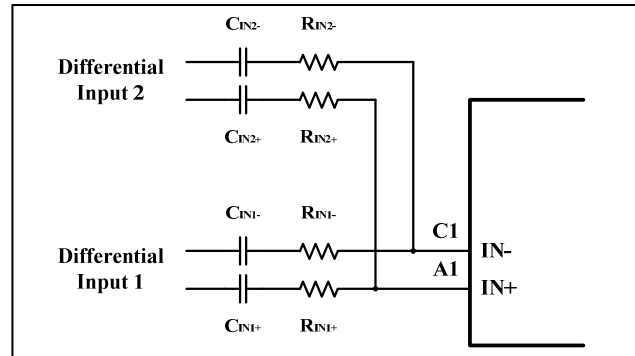 CIN2- RIN2-
Differential
Input 2
CIN2+ RIN2+
CIN1- RIN1-
C1
IN-
Differential
Input 1
A1
IN+
CIN1+ RIN1+